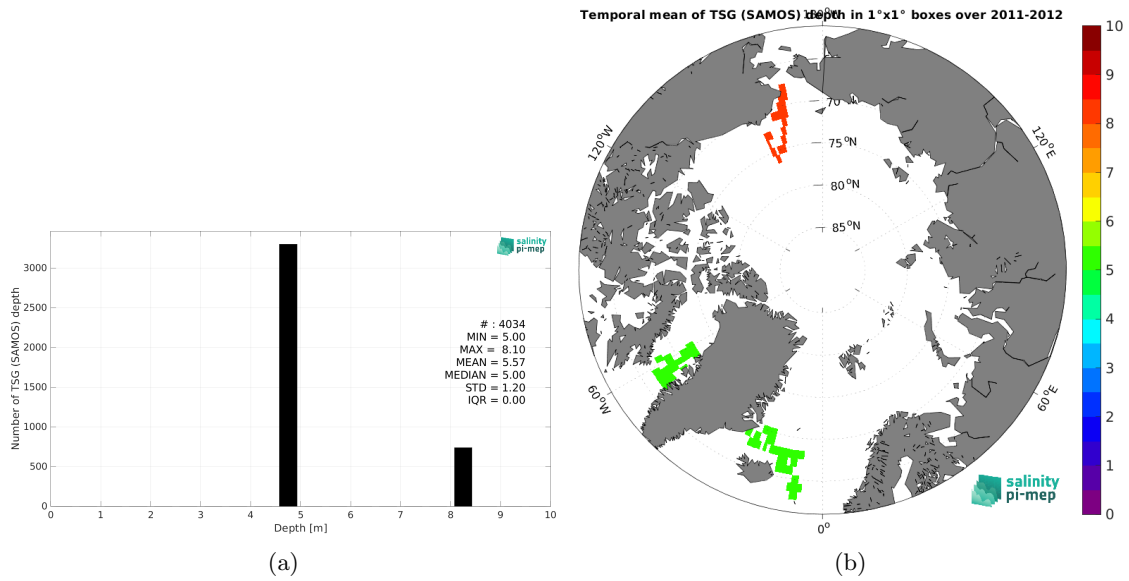 salinity
pi-mep
3000
2500
2000
1500
1000
500
0
Number of TSG (SAMOS) depth
# : 4034
MIN = 5.00
MAX = 8.10
MEAN = 5.57
MEDIAN = 5.00
STD = 1.20
IQR = 0.00
0 1 2 3 4 5 6 7 8 9 10
Depth [m]
(a)
Temporal mean of TSG (SAMOS) depth in 1°x1° boxes over 2011-2012
120°W
120°E
75°N
80°N
85°N
60°W
60°E
0°
salinity
pi-mep
10
9
8
7
6
5
4
3
2
1
0
(b)